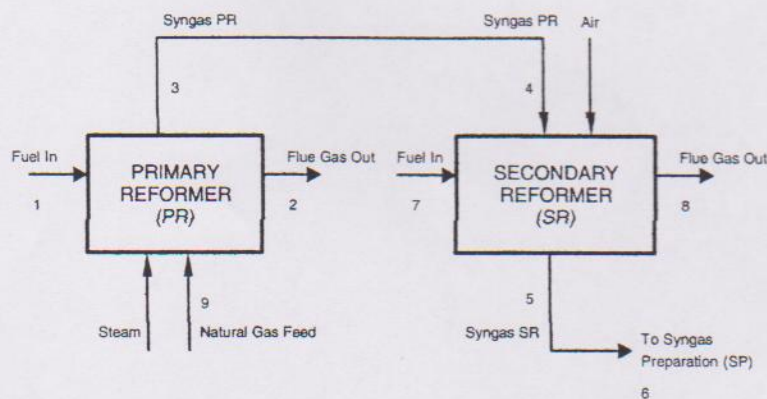 Syngas PR
Syngas PR
Air
3
4
Fuel In
PRIMARY
REFORMER
(PR)
Flue Gas Out
Fuel In
SECONDARY
REFORMER
(SR)
Flue Gas Out
1
2
7
8
9
5
Steam
Natural Gas Feed
Syngas SR
To Syngas
Preparation (SP)
6